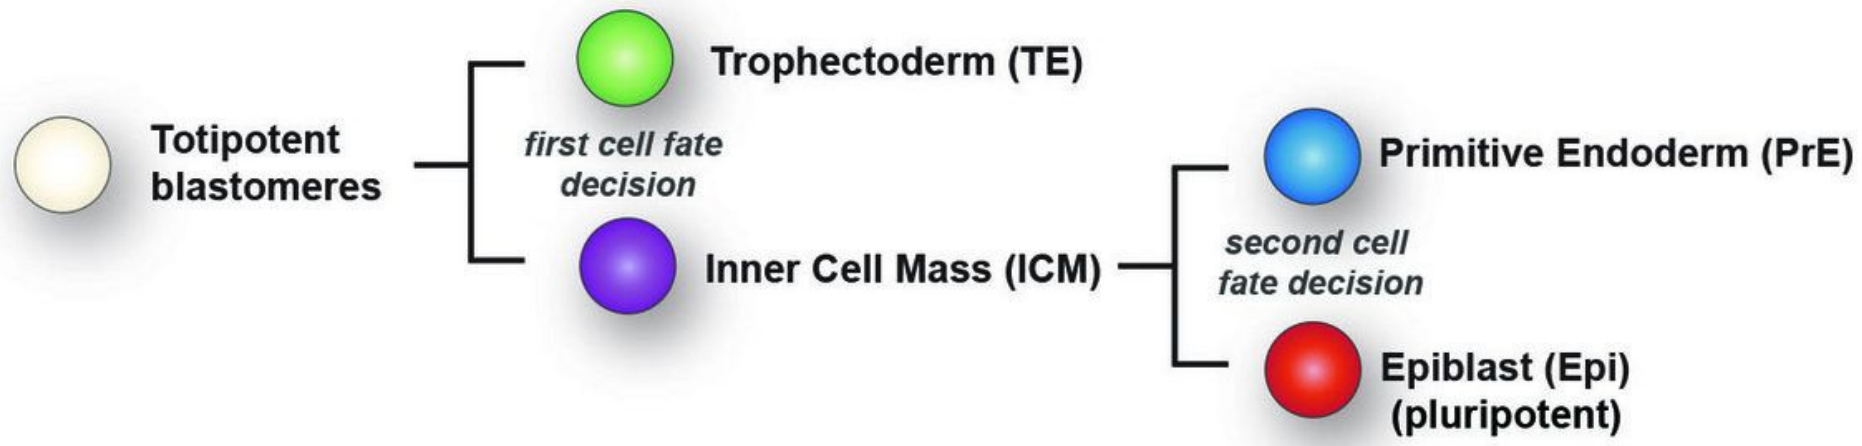 Totipotent
blastomeres
Trophectoderm (TE)
first cell fate
decision
Inner Cell Mass (ICM)
Primitive Endoderm (PrE)
second cell
fate decision
Epiblast (Epi)
(pluripotent)